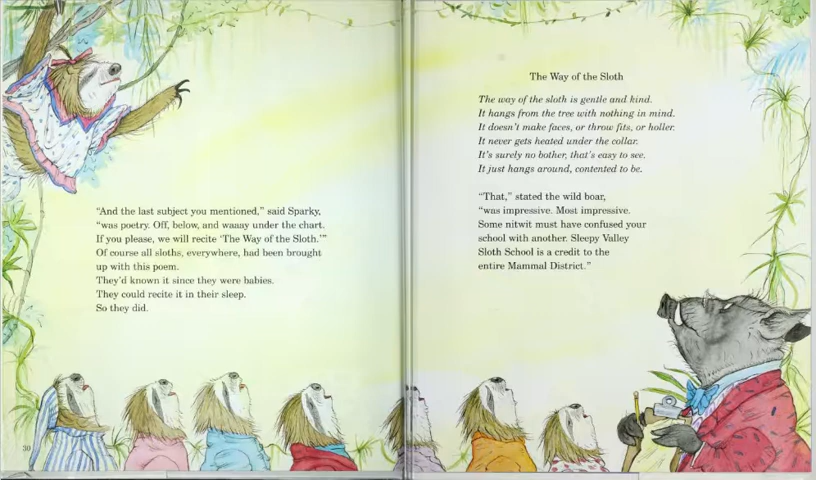 "And the last subject you mentioned," said Sparky,
"was poetry. Off, below, and waaay under the chart.
If you please, we will recite 'The Way of the Sloth.'"
Of course all sloths, everywhere, had been brought
up with this poem.
They'd known it since they were babies.
They could recite it in their sleep.
So they did.
30
The Way of the Sloth
The way of the sloth is gentle and kind.
It hangs from the tree with nothing in mind.
It doesn't make faces, or throw fits, or holler.
It never gets heated under the collar.
It's surely no bother, that's easy to see.
It just hangs around, contented to be.
"That," stated the wild boar,
"was impressive. Most impressive.
Some nitwit must have confused your
school with another. Sleepy Valley
Sloth School is a credit to the
entire Mammal District."